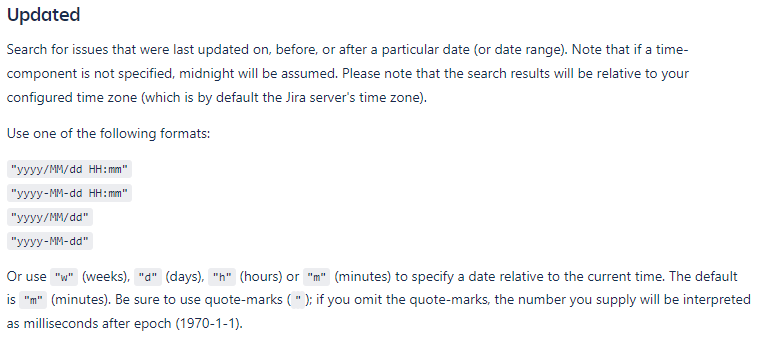 Updated
Search for issues that were last updated on, before, or after a particular date (or date range). Note that if a time-
component is not specified, midnight will be assumed. Please note that the search results will be relative to your
configured time zone (which is by default the Jira server's time zone).
Use one of the following formats:
"yyyy/MM/dd HH:mm"
"yyyy-MM-dd HH:mm"
"yyyy/MM/dd"
"yyyy-MM-dd"
Or use "w" (weeks), "d" (days), "h" (hours) or "m" (minutes) to specify a date relative to the current time. The default
is "m" (minutes). Be sure to use quote-marks ( " ); if you omit the quote-marks, the number you supply will be interpreted
as milliseconds after epoch (1970-1-1).